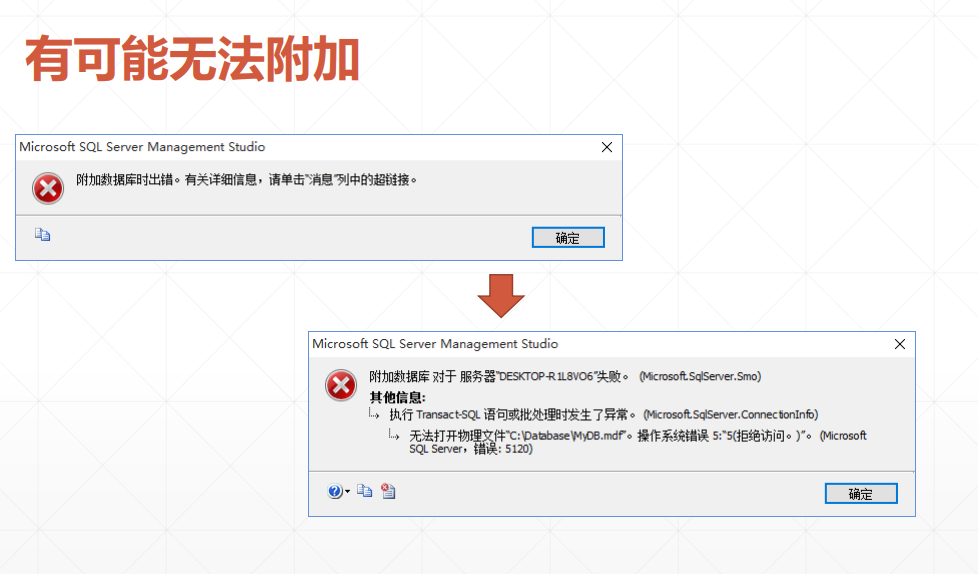 有可能无法附加
Microsoft SQL Server Management Studio
附加数据库时出错。有关详细信息，请单击“消息”列中的超链接。
确定
Microsoft SQL Server Management Studio
附加数据库 对于 服务器“DESKTOP-R1L8VO6”失败。 (Microsoft.SqlServer.Smo)
其他信息:
执行 Transact-SQL 语句或批处理时发生了异常。 (Microsoft.SqlServer.ConnectionInfo)
无法打开物理文件“C:\Database\MyDB.mdf”。操作系统错误 5:“5(拒绝访问。)”。 (Microsoft
SQL Server，错误: 5120)
确定